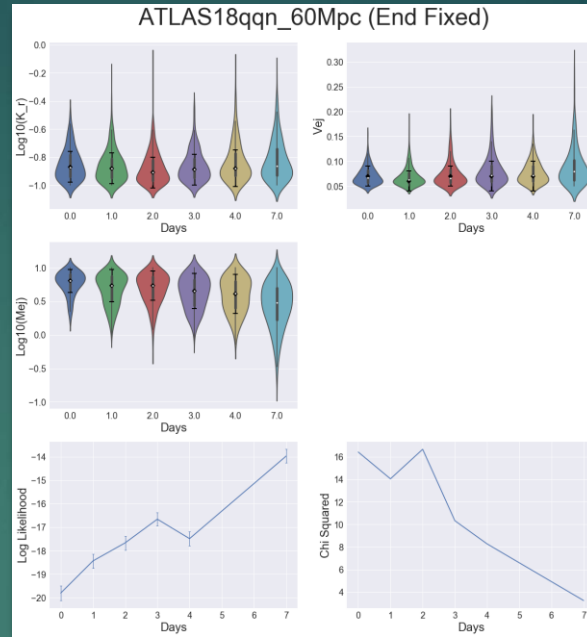 ATLAS18qqn_60Mpc (End Fixed)
Log10(K_r)
0.0
−0.2
−0.4
−0.6
−0.8
−1.0
0.0 1.0 2.0 3.0 4.0 7.0
Days
Vej
0.30
0.25
0.20
0.15
0.10
0.05
0.0 1.0 2.0 3.0 4.0 7.0
Days
Log10(Mej)
1.0
0.5
0.0
−0.5
−1.0
0.0 1.0 2.0 3.0 4.0 7.0
Days
Log Likelihood
−14
−15
−16
−17
−18
−19
−20
0 1 2 3 4 5 6 7
Days
Chi Squared
16
14
12
10
8
6
4
0 1 2 3 4 5 6 7
Days